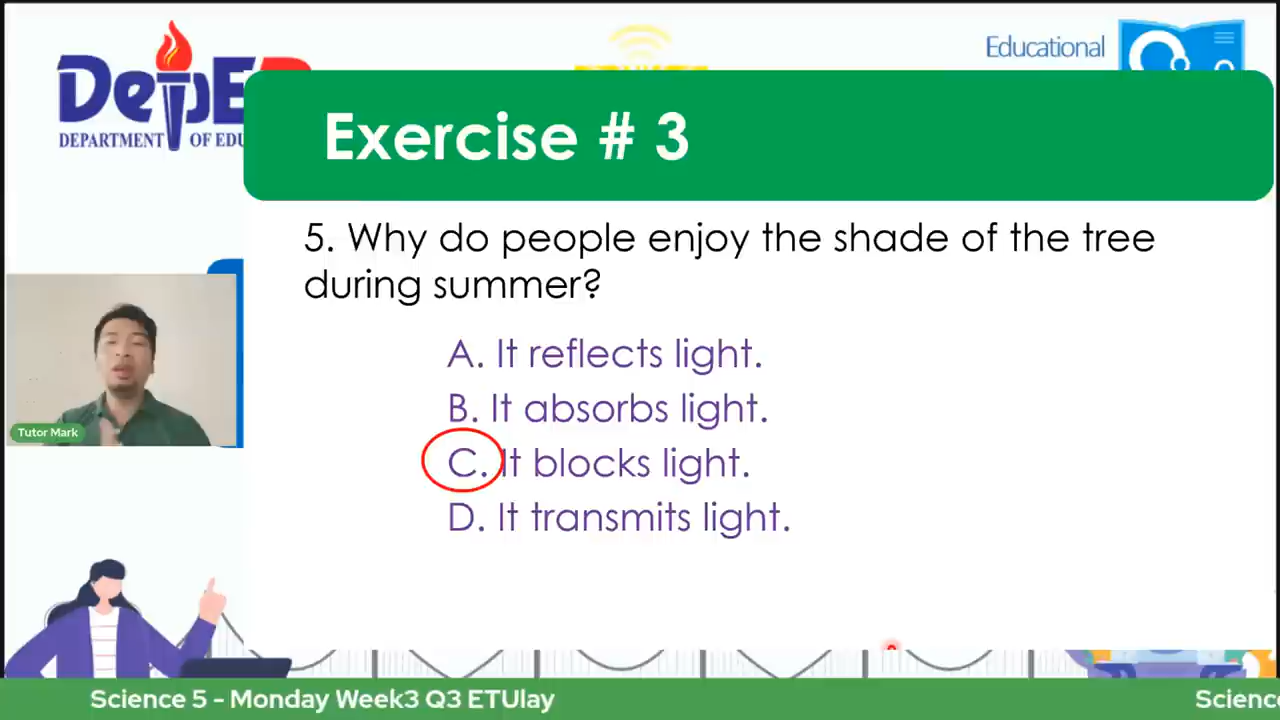 DepED
DEPARTMENT OF EDU
Educational
Exercise # 3
5. Why do people enjoy the shade of the tree
during summer?
A. It reflects light.
B. It absorbs light.
C. It blocks light.
D. It transmits light.
Tutor Mark
Science 5 - Monday Week3 Q3 ETUlay
Science